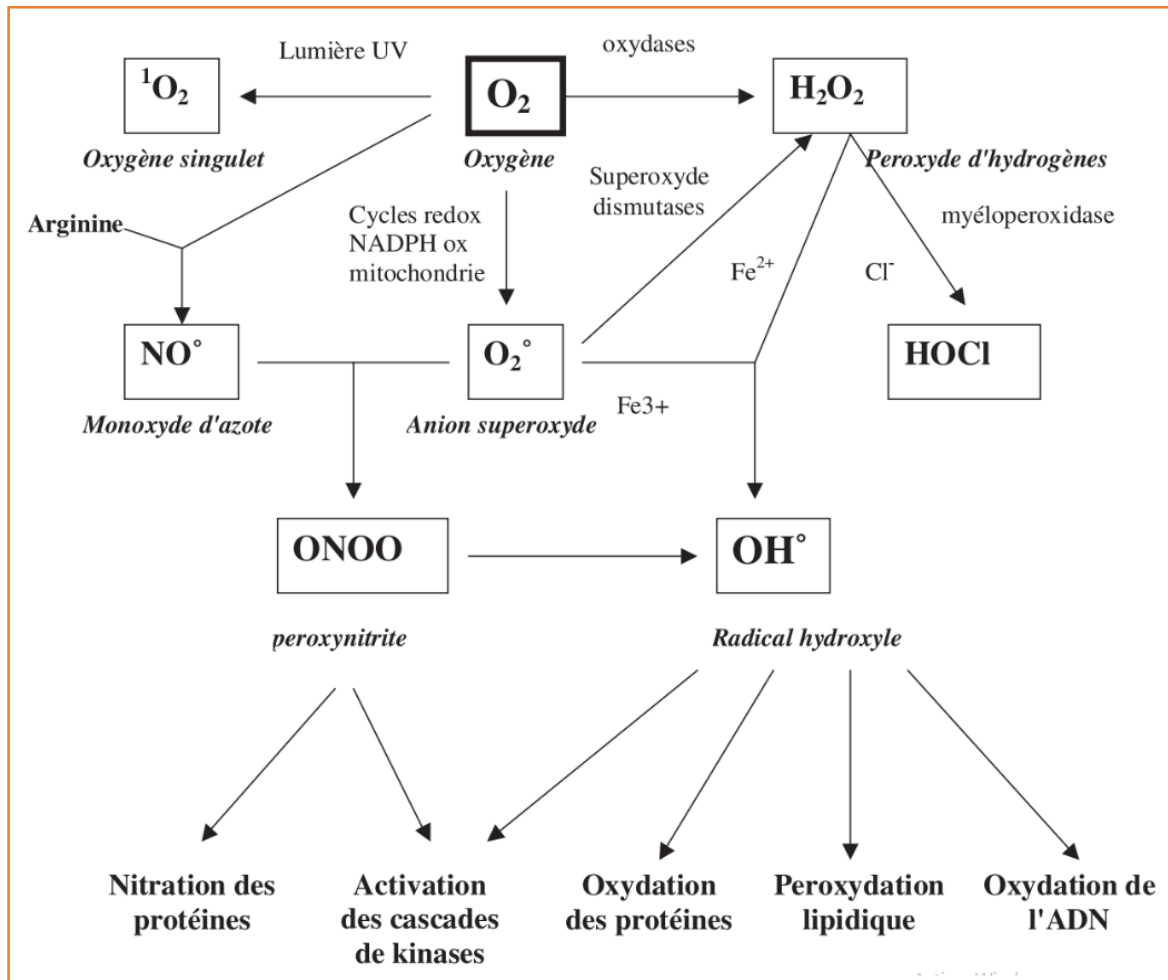 Lumière UV
oxydases
¹O₂
O₂
H₂O₂
Oxygène singulet
Oxygène
Peroxyde d'hydrogènes
Superoxyde
dismutases
Arginine
Cycles redox
NADPH ox
mitochondrie
myéloperoxidase
Fe²⁺
Cl⁻
NO°
O₂°
HOCl
Monoxyde d'azote
Anion superoxyde
Fe3+
ONOO
OH°
peroxynitrite
Radical hydroxyle
Nitration des
protéines
Activation
des cascades
de kinases
Oxydation
des protéines
Peroxydation
lipidique
Oxydation de
l'ADN